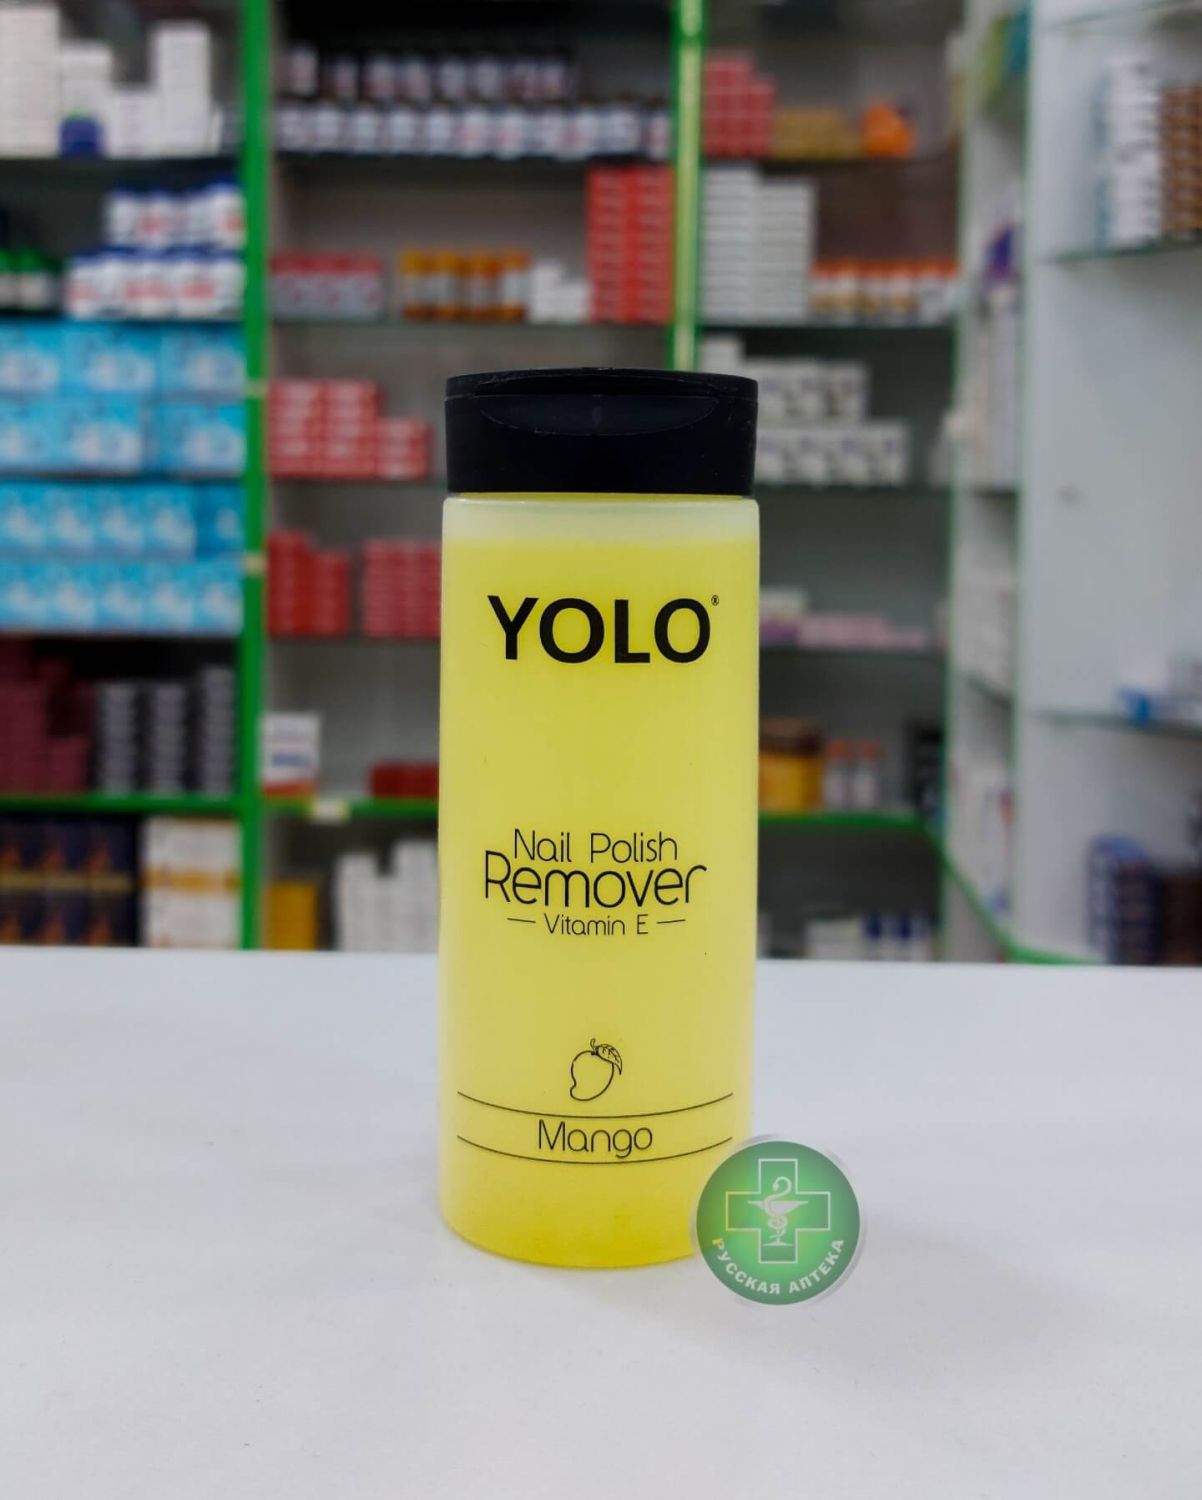 YOLO®
Nail Polish
Remover
Vitamin E
Mango
РУССКАЯ АПТЕКА